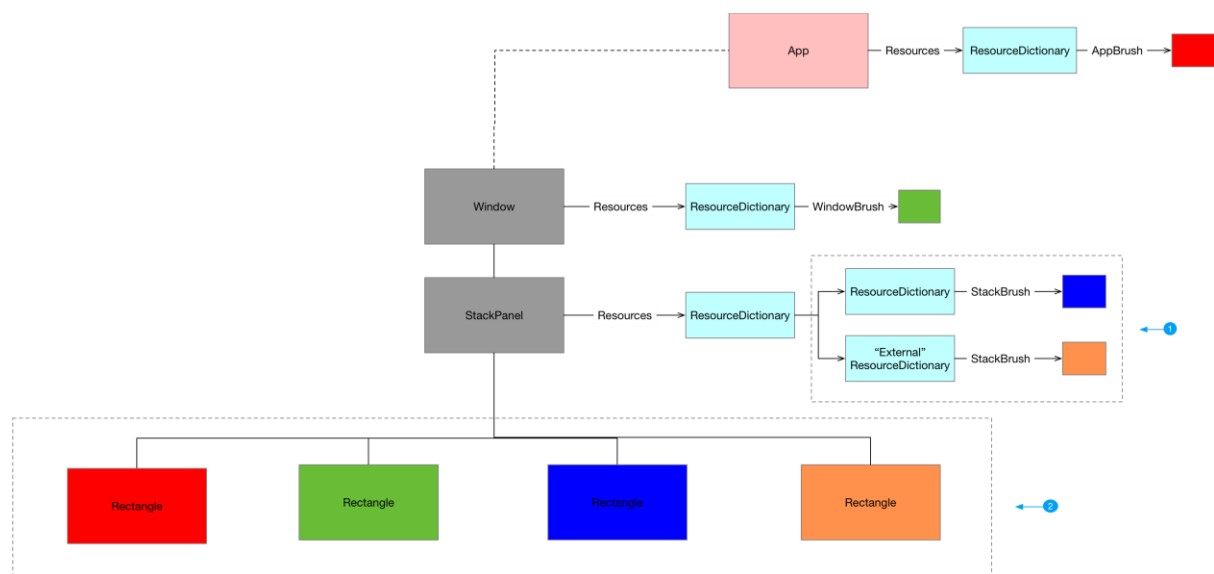 App
Resources
ResourceDictionary
AppBrush
Window
Resources
ResourceDictionary
WindowBrush
StackPanel
Resources
ResourceDictionary
ResourceDictionary
StackBrush
“External”
ResourceDictionary
StackBrush
1
Rectangle
Rectangle
Rectangle
Rectangle
2